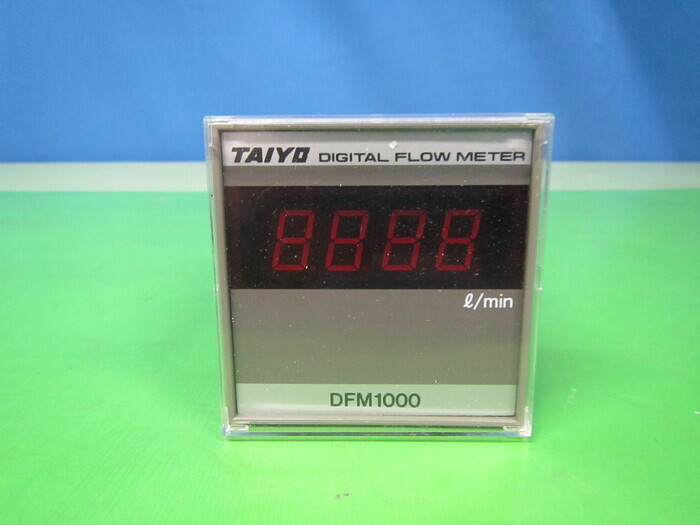 TAIYO DIGITAL FLOW METER
8888
ℓ/min
DFM1000